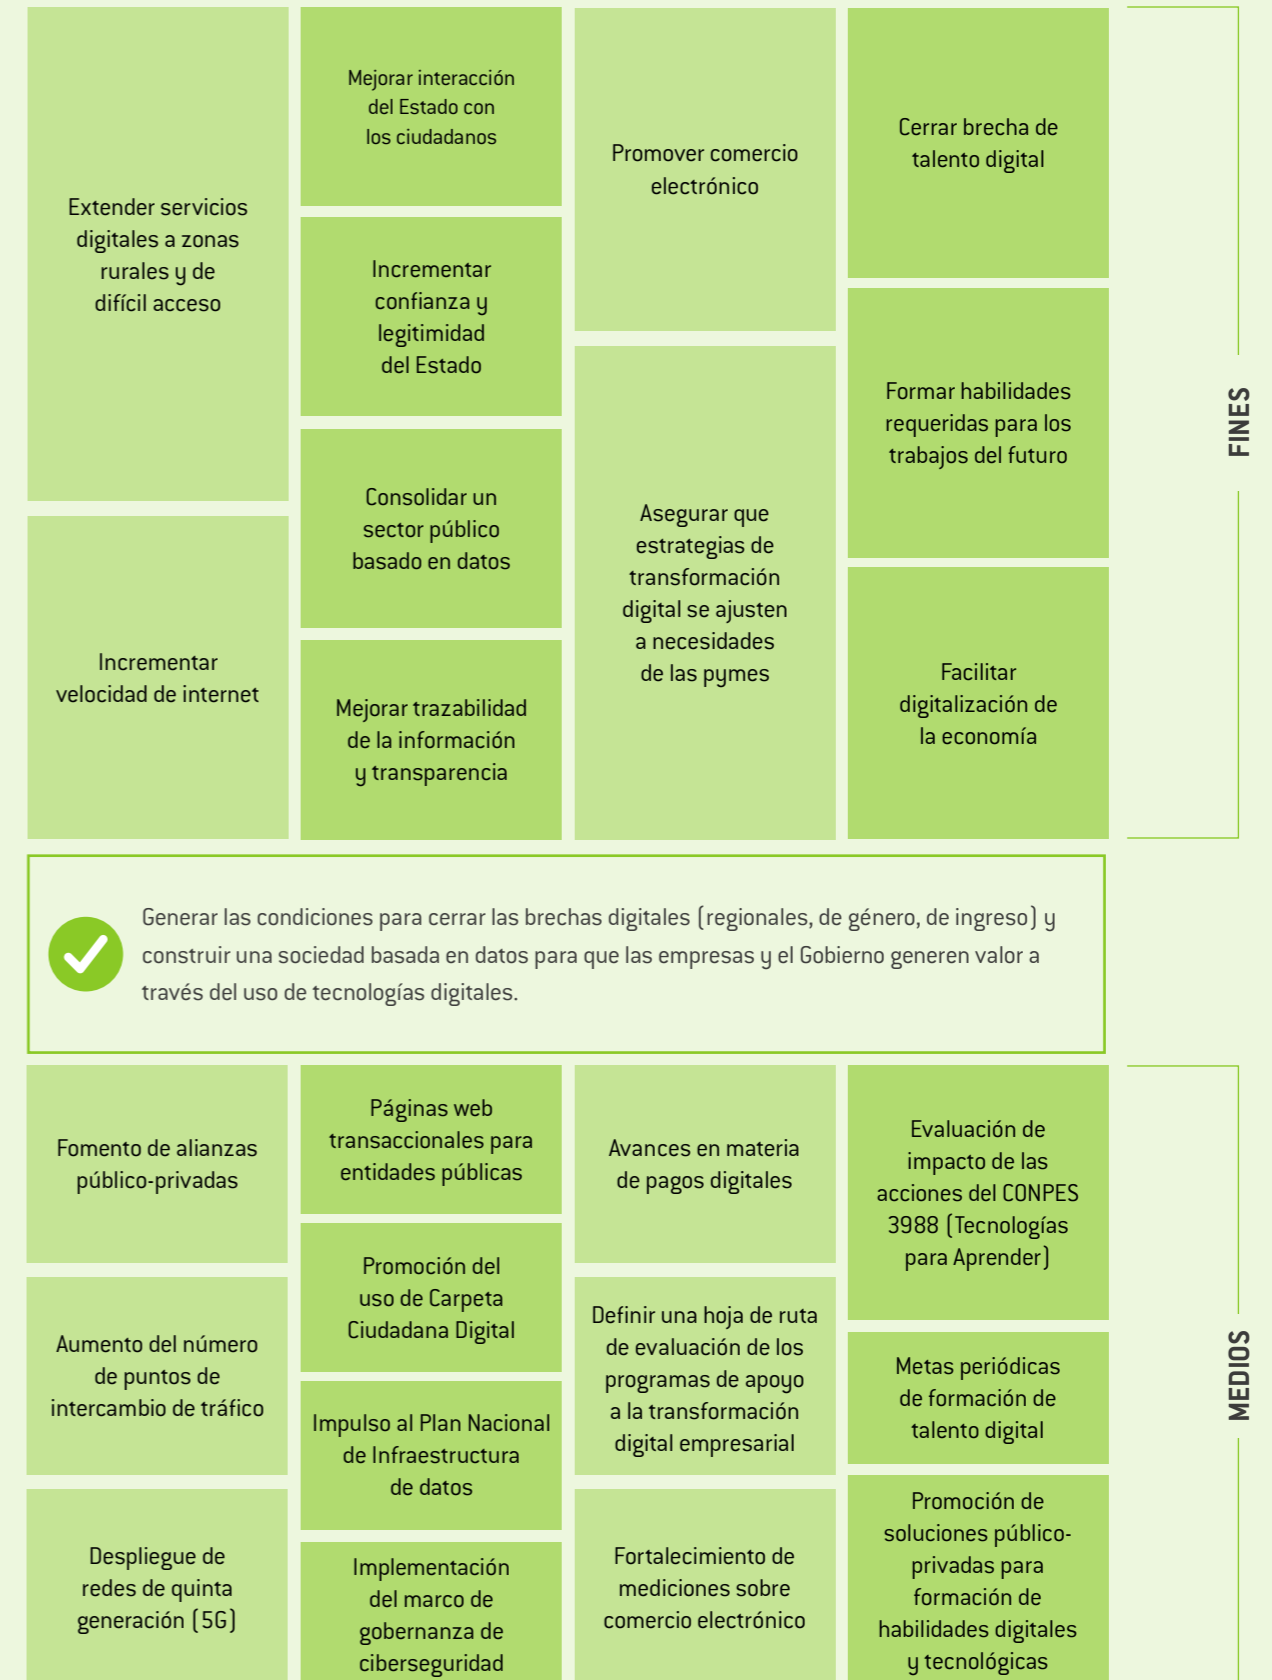 Extender servicios
digitales a zonas
rurales y de
difícil acceso
Incrementar
velocidad de internet
Mejorar interacción
del Estado con
los ciudadanos
Incrementar
confianza y
legitimidad
del Estado
Consolidar un
sector público
basado en datos
Mejorar trazabilidad
de la información
y transparencia
Promover comercio
electrónico
Asegurar que
estrategias de
transformación
digital se ajusten
a necesidades
de las pymes
Cerrar brecha de
talento digital
Formar habilidades
requeridas para los
trabajos del futuro
Facilitar
digitalización de
la economía
FINES
Generar las condiciones para cerrar las brechas digitales (regionales, de género, de ingreso) y
construir una sociedad basada en datos para que las empresas y el Gobierno generen valor a
través del uso de tecnologías digitales.
Fomento de alianzas
público-privadas
Aumento del número
de puntos de
intercambio de tráfico
Despliegue de
redes de quinta
generación (5G)
Páginas web
transaccionales para
entidades públicas
Promoción del
uso de Carpeta
Ciudadana Digital
Impulso al Plan Nacional
de Infraestructura
de datos
Implementación
del marco de
gobernanza de
ciberseguridad
Avances en materia
de pagos digitales
Definir una hoja de ruta
de evaluación de los
programas de apoyo
a la transformación
digital empresarial
Fortalecimiento de
mediciones sobre
comercio electrónico
Evaluación de
impacto de las
acciones del CONPES
3988 (Tecnologías
para Aprender)
Metas periódicas
de formación de
talento digital
Promoción de
soluciones público-
privadas para
formación de
habilidades digitales
y tecnológicas
MEDIOS